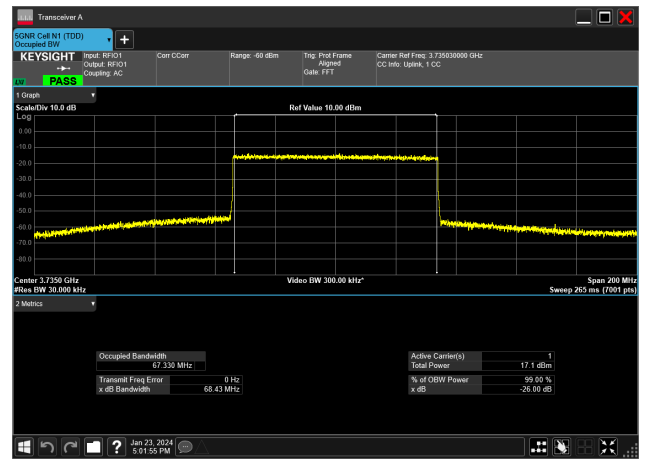 Transceiver A
5GNR Cell N1 (TDD)
Occupied BW
KEYSIGHT
LW PASS
Input: RFIO1
Output: RFIO1
Coupling: AC
Corr CCorr
Range: -60 dBm
Trig: Prot Frame
Aligned
Gate: FFT
Carrier Ref Freq: 3.735030000 GHz
CC Info: Uplink, 1 CC
1 Graph
Scale/Div 10.0 dB
Ref Value 10.00 dBm
Log
0.00
-10.0
-20.0
-30.0
-40.0
-50.0
-60.0
-70.0
-80.0
Center 3.7350 GHz
Video BW 300.00 kHz*
Span 200 MHz
#Res BW 30.000 kHz
Sweep 265 ms (7001 pts)
2 Metrics
Occupied Bandwidth
67.330 MHz
Transmit Freq Error 0 Hz
x dB Bandwidth 68.43 MHz
Active Carrier(s) 1
Total Power 17.1 dBm
% of OBW Power 99.00 %
x dB -26.00 dB
?
Jan 23, 2024
5:01:55 PM